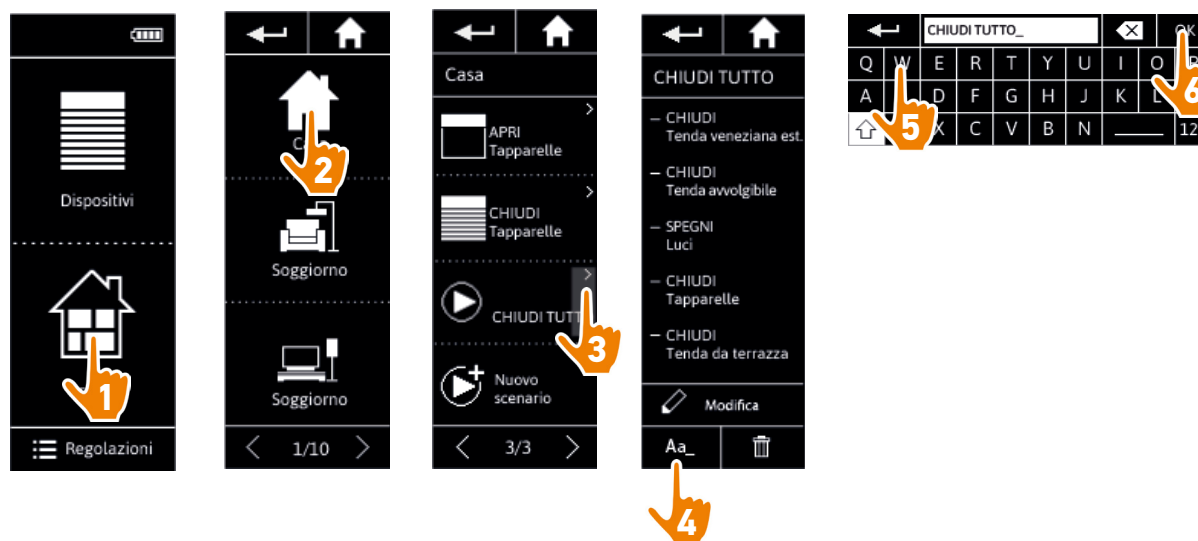 Dispositivi
1
Regolazioni
2
Soggiorno
Soggiorno
1/10
Casa
APRI
Tapparelle
CHIUDI
Tapparelle
CHIUDI TUTT
3
Nuovo
scenario
3/3
CHIUDI TUTTO
– CHIUDI
Tenda veneziana est.
– CHIUDI
Tenda avvolgibile
– SPEGNI
Luci
– CHIUDI
Tapparelle
– CHIUDI
Tenda da terrazza
Modifica
Aa_
4
CHIUDI TUTTO_
OK
Q W E R T Y U I O P
A D F G H J K L
X C V B N 12
5
6